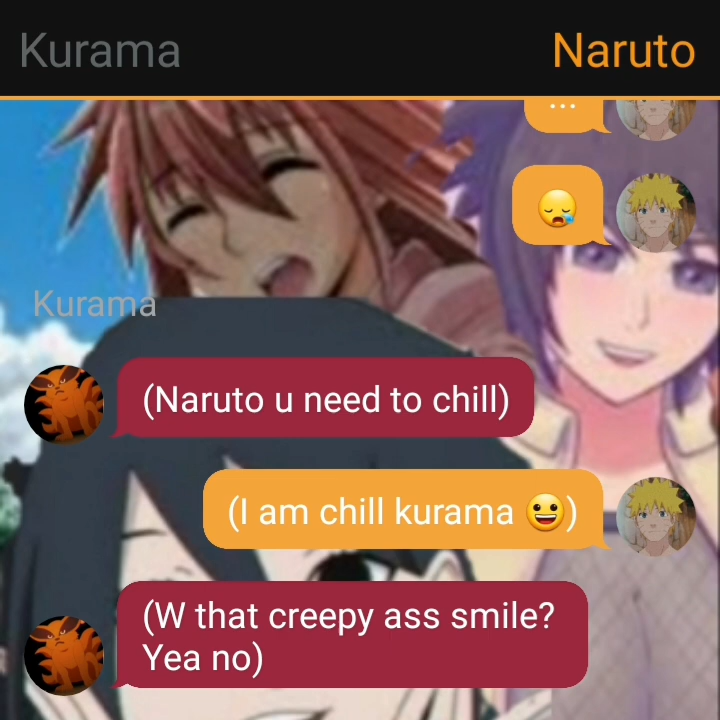 Kurama
Naruto
...
😪
Kurama
(Naruto u need to chill)
(I am chill kurama 😀)
(W that creepy ass smile?
Yea no)